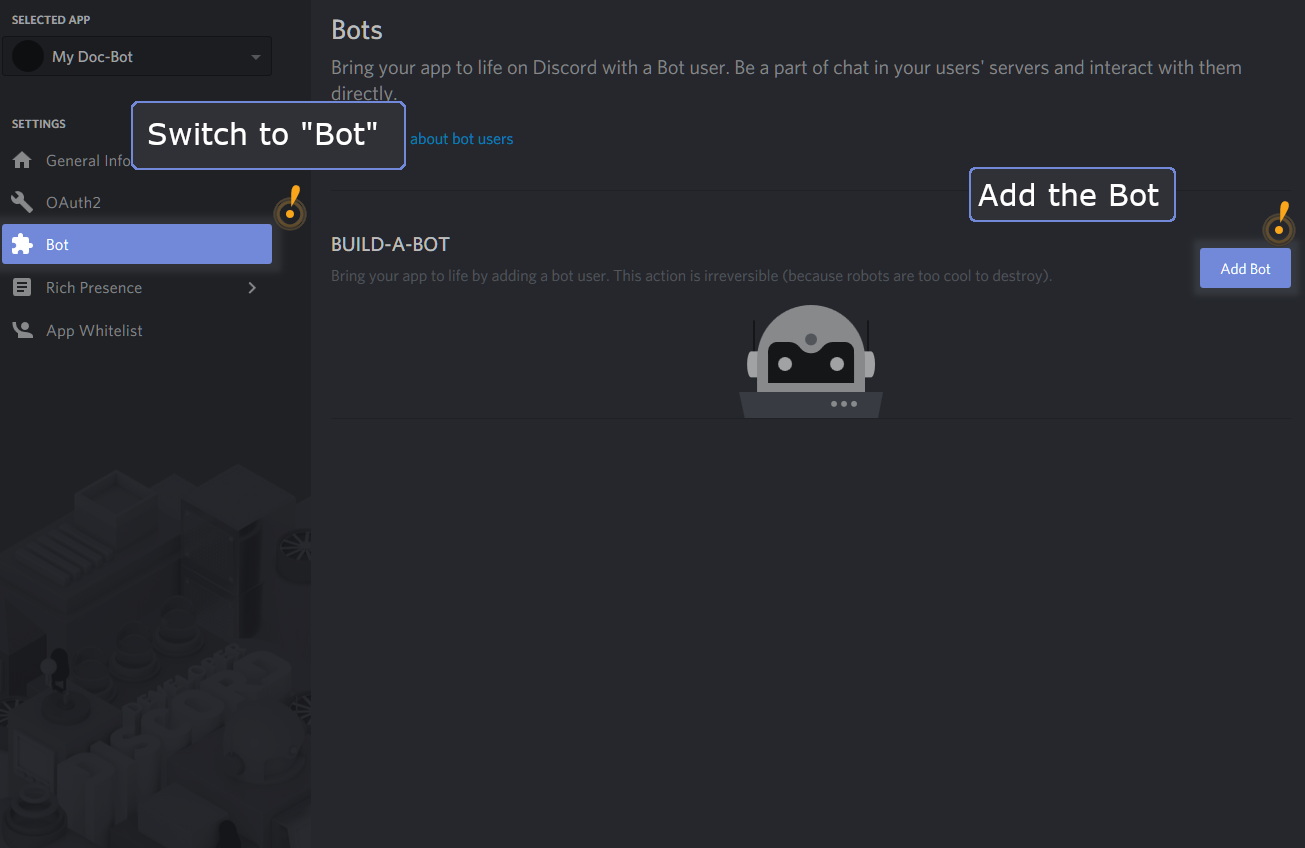 SELECTED APP
My Doc-Bot
SETTINGS
General Info
OAuth2
Bot
Rich Presence
App Whitelist
Bots
Bring your app to life on Discord with a Bot user. Be a part of chat in your users' servers and interact with them
directly.
Switch to "Bot"
about bot users
Add the Bot
BUILD-A-BOT
Bring your app to life by adding a bot user. This action is irreversible (because robots are too cool to destroy).
Add Bot